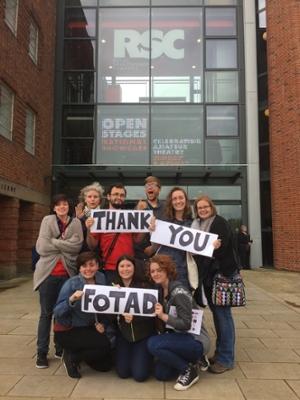 RSC
OPEN
STAGES
NATIONAL
SHOWCASE
CELEBRATING
AMATEUR
THEATRE
THANK
YOU
FOTAD